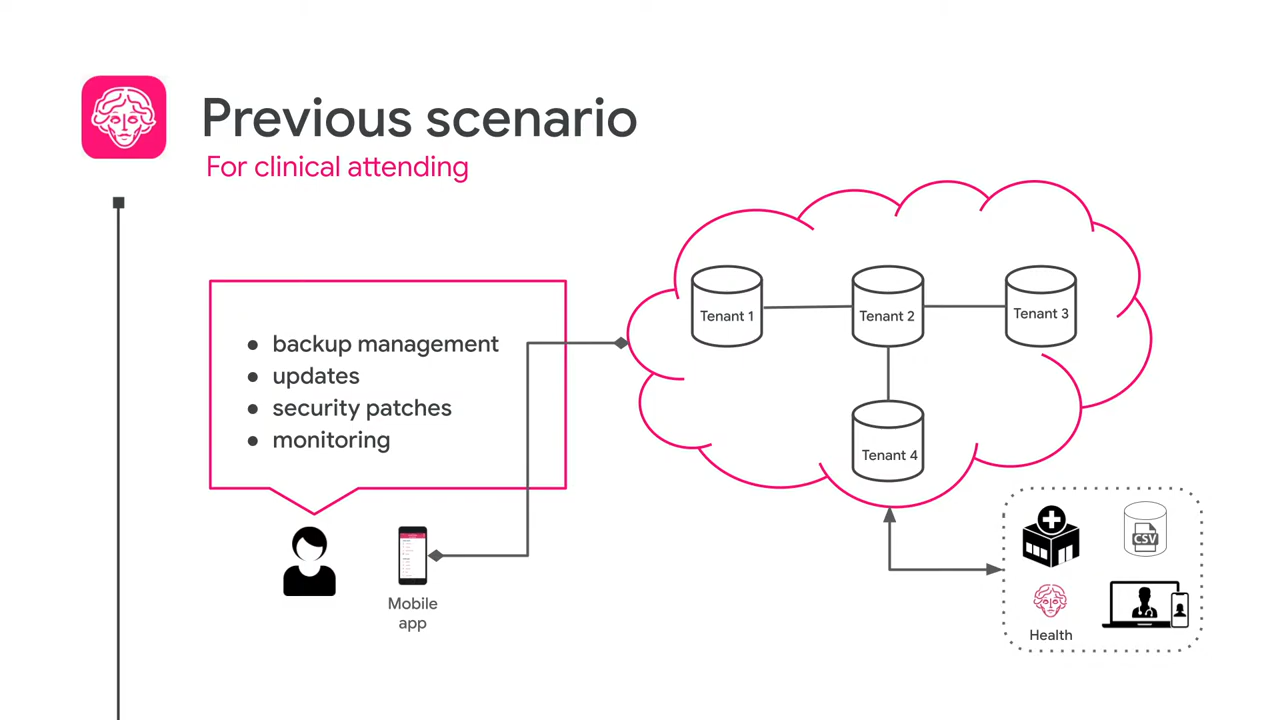 Previous scenario
For clinical attending
● backup management
● updates
● security patches
● monitoring
Tenant 1
Tenant 2
Tenant 3
Tenant 4
Mobile
app
CSV
Health